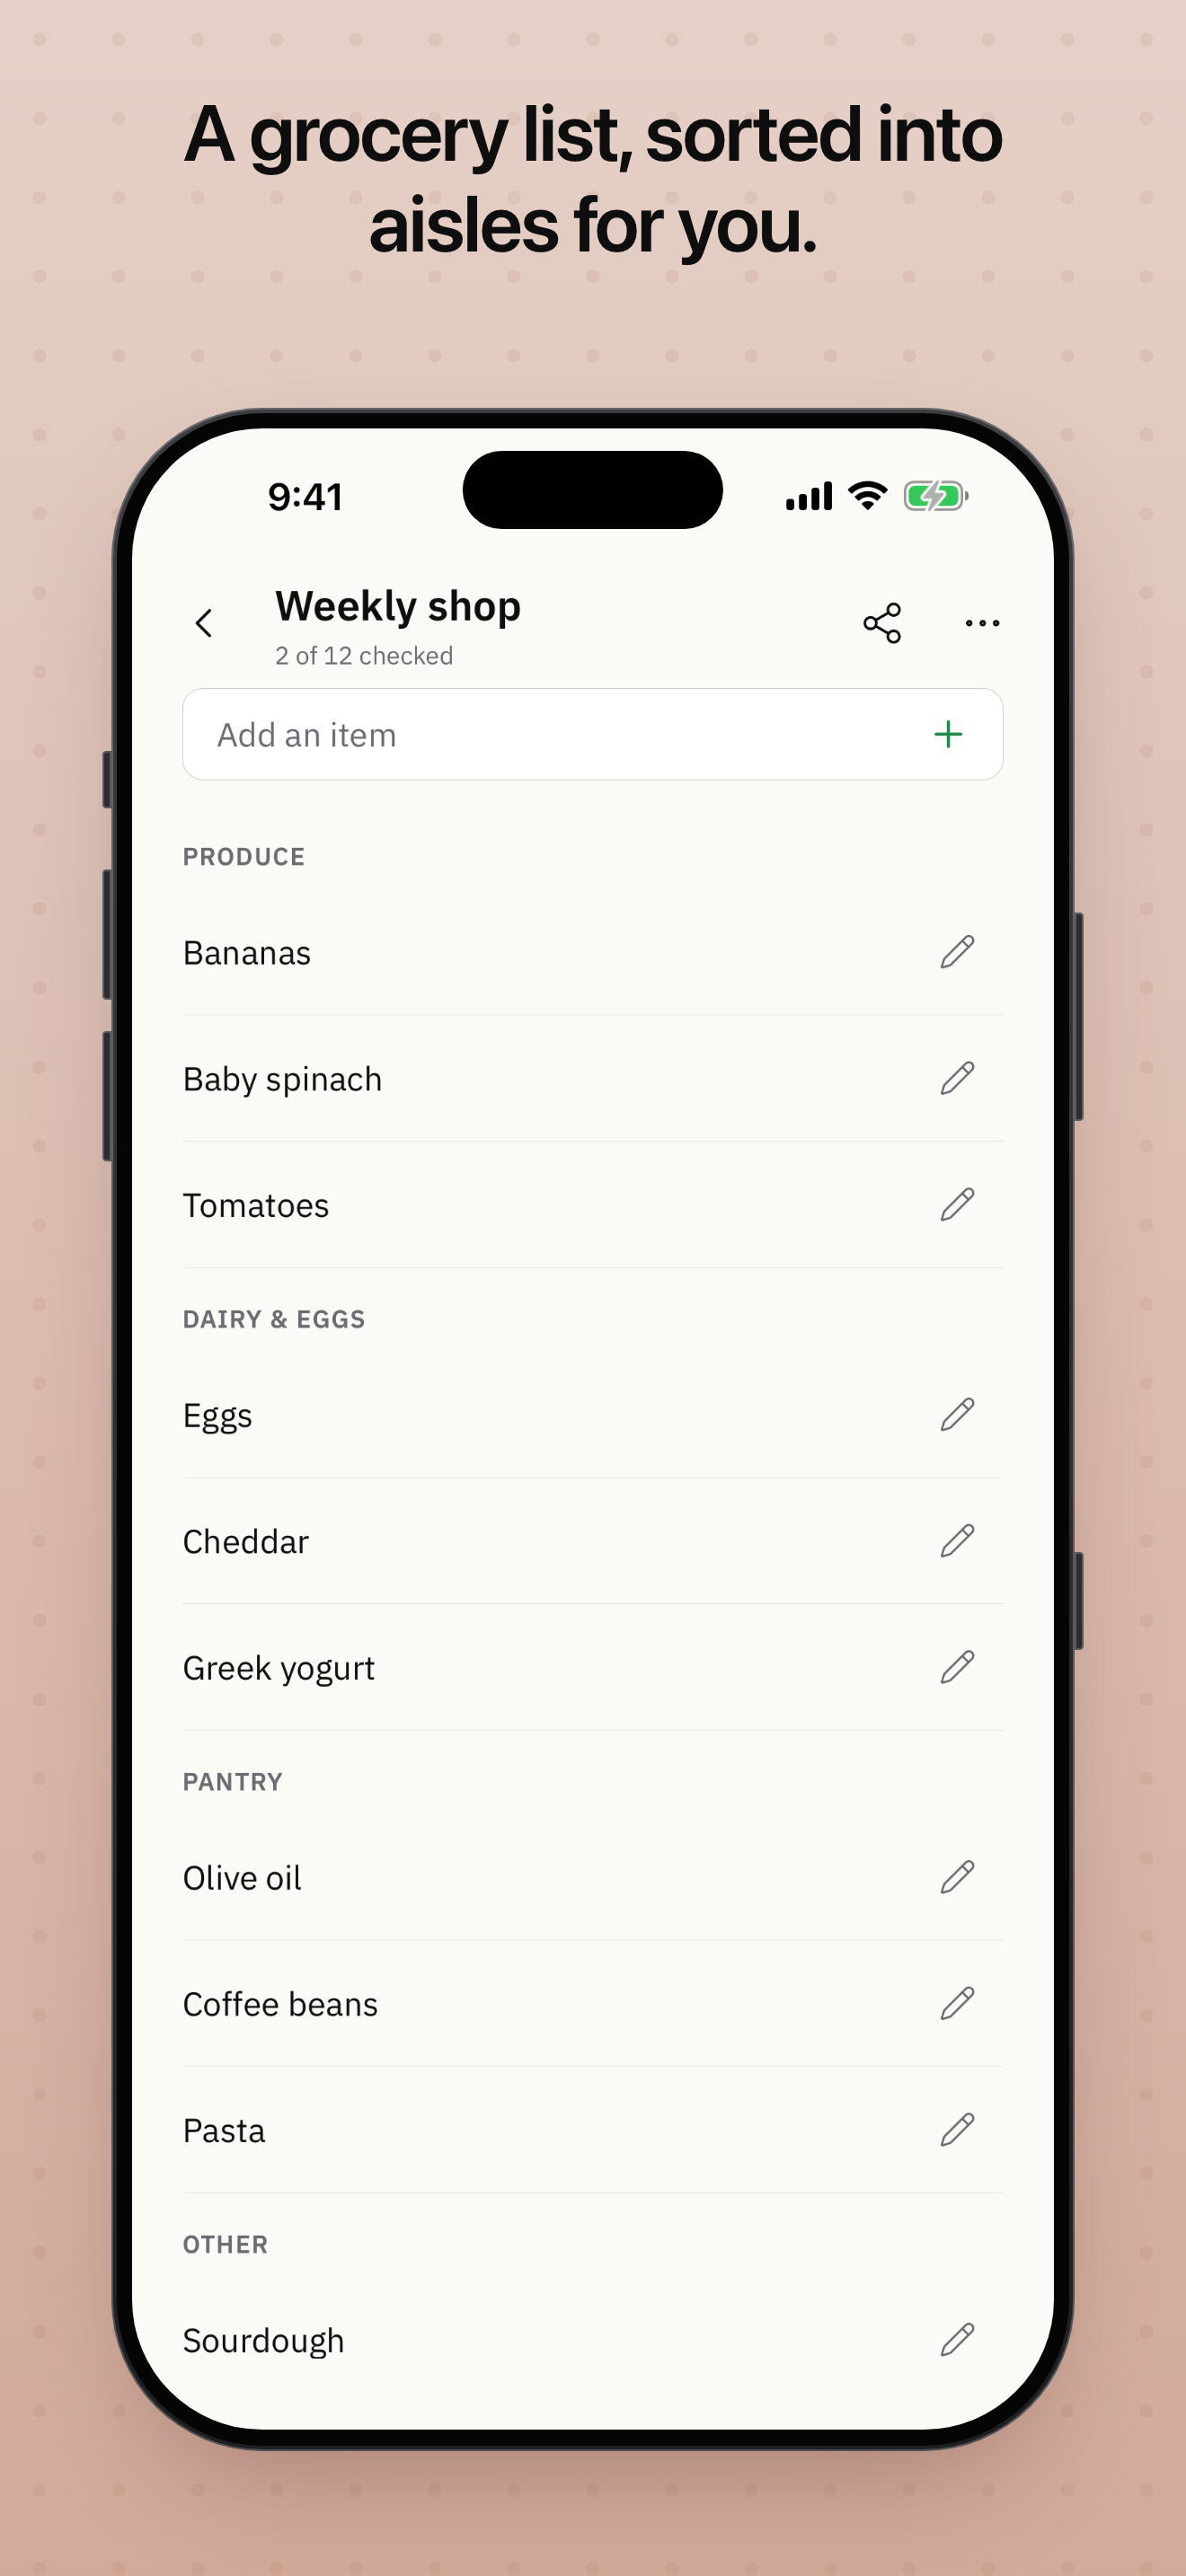 A grocery list, sorted into
aisles for you.
9:41
Weekly shop
2 of 12 checked
Add an item
PRODUCE
Bananas
Baby spinach
Tomatoes
DAIRY & EGGS
Eggs
Cheddar
Greek yogurt
PANTRY
Olive oil
Coffee beans
Pasta
OTHER
Sourdough